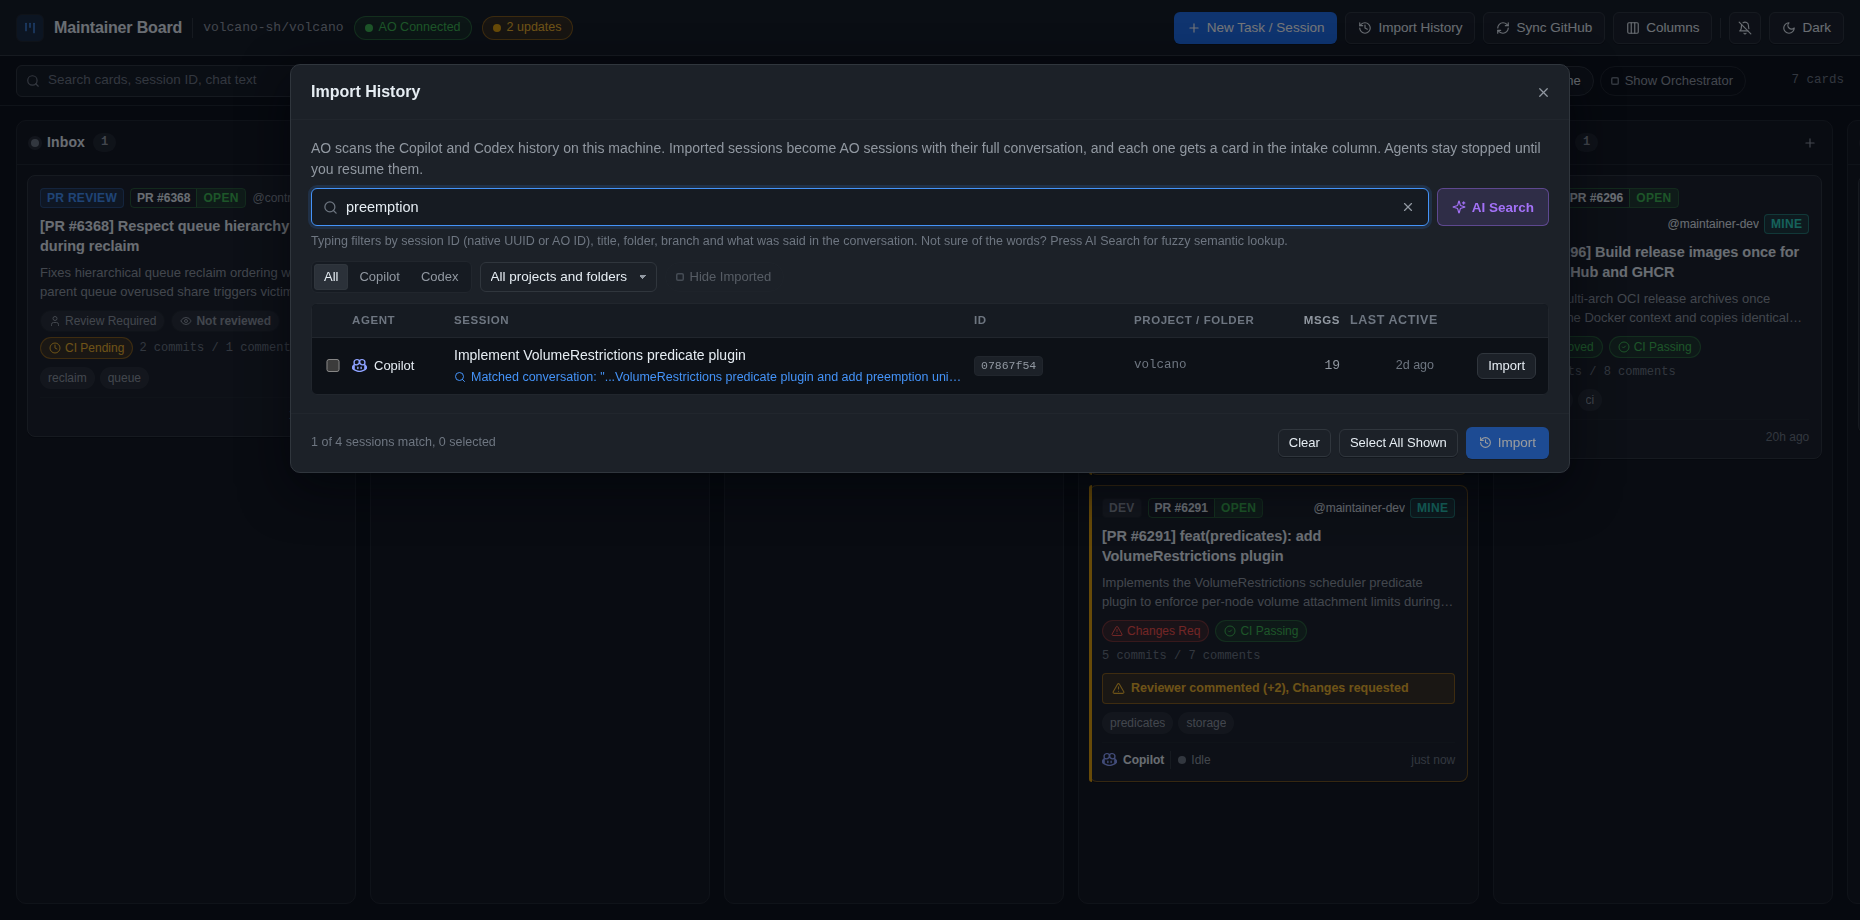 Maintainer Board
volcano-sh/volcano
AO Connected
2 updates
New Task / Session
Import History
Sync GitHub
Columns
Dark
Search cards, session ID, chat text
Show Orchestrator
7 cards
Import History
AO scans the Copilot and Codex history on this machine. Imported sessions become AO sessions with their full conversation, and each one gets a card in the intake column. Agents stay stopped until
you resume them.
preemption
AI Search
Typing filters by session ID (native UUID or AO ID), title, folder, branch and what was said in the conversation. Not sure of the words? Press AI Search for fuzzy semantic lookup.
All Copilot Codex
All projects and folders
Hide Imported
AGENT SESSION ID PROJECT / FOLDER MSGS LAST ACTIVE
Copilot
Implement VolumeRestrictions predicate plugin
Matched conversation: "...VolumeRestrictions predicate plugin and add preemption uni…
07867f54
volcano
19
2d ago
Import
1 of 4 sessions match, 0 selected
Clear
Select All Shown
Import
Inbox 1
PR REVIEW PR #6368 OPEN
[PR #6368] Respect queue hierarchy
during reclaim
Fixes hierarchical queue reclaim ordering
parent queue overused share triggers
Review Required Not reviewed
CI Pending 2 commits / 1 comment
reclaim queue
DEV PR #6291 OPEN @maintainer-dev MINE
[PR #6291] feat(predicates): add
VolumeRestrictions plugin
Implements the VolumeRestrictions scheduler predicate
plugin to enforce per-node volume attachment limits during…
Changes Req CI Passing
5 commits / 7 comments
Reviewer commented (+2), Changes requested
predicates storage
Copilot Idle just now
1
PR #6296 OPEN
@maintainer-dev MINE
96] Build release images once for
Hub and GHCR
ulti-arch OCI release archives once
Docker context and copies identical…
CI Passing
/ 8 comments
ci
20h ago